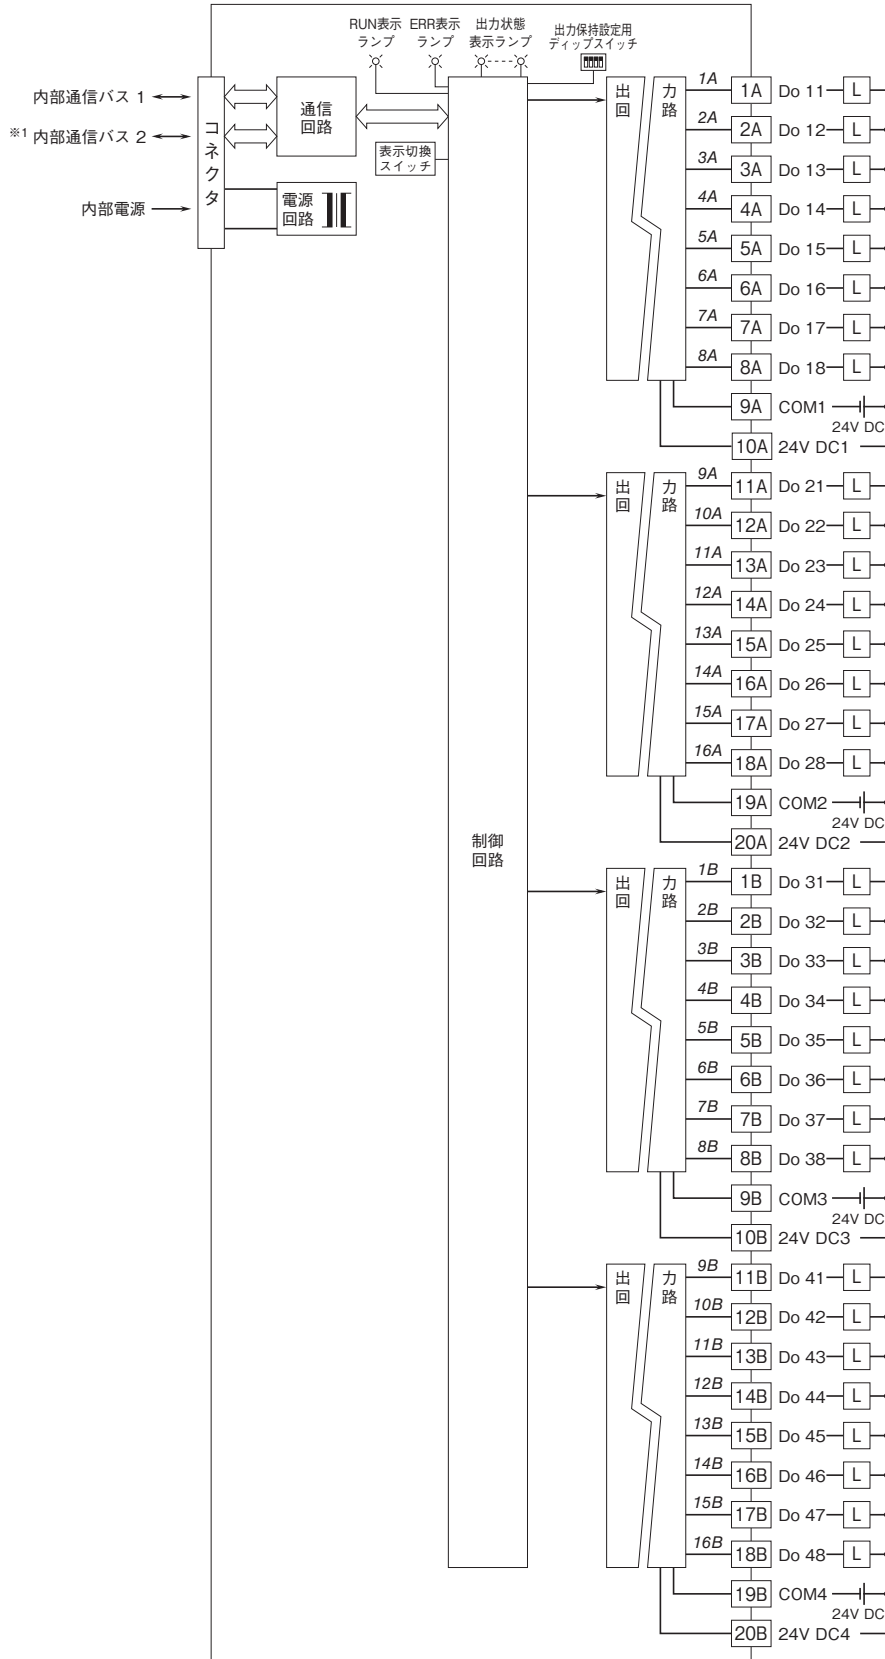 RUN表示
ランプ
ERR表示
ランプ
出力状態
表示ランプ
出力保持設定用
ディップスイッチ
内部通信バス 1
※1 内部通信バス 2
内部電源
コネクタ
通信
回路
表示切換
スイッチ
電源
回路
制御
回路
出力
回路
1A 1A Do 11 L
2A 2A Do 12 L
3A 3A Do 13 L
4A 4A Do 14 L
5A 5A Do 15 L
6A 6A Do 16 L
7A 7A Do 17 L
8A 8A Do 18 L
9A COM1
24V DC
10A 24V DC1
出力
回路
9A 11A Do 21 L
10A 12A Do 22 L
11A 13A Do 23 L
12A 14A Do 24 L
13A 15A Do 25 L
14A 16A Do 26 L
15A 17A Do 27 L
16A 18A Do 28 L
19A COM2
24V DC
20A 24V DC2
出力
回路
1B 1B Do 31 L
2B 2B Do 32 L
3B 3B Do 33 L
4B 4B Do 34 L
5B 5B Do 35 L
6B 6B Do 36 L
7B 7B Do 37 L
8B 8B Do 38 L
9B COM3
24V DC
10B 24V DC3
出力
回路
9B 11B Do 41 L
10B 12B Do 42 L
11B 13B Do 43 L
12B 14B Do 44 L
13B 15B Do 45 L
14B 16B Do 46 L
15B 17B Do 47 L
16B 18B Do 48 L
19B COM4
24V DC
20B 24V DC4